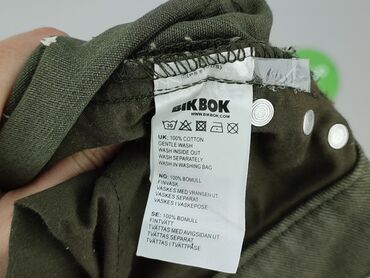 BIKBOK
WWW.BIKBOK.COM
30
UK: 100% COTTON
GENTLE WASH
WASH INSIDE OUT
WASH SEPARATELY
WASH IN WASHING BAG
NO: 100% BOMULL
FINVASK
VASKES MED VRANGEN UT
VASKES SEPARAT
VASKES I VASKEPOSE
SE: 100% BOMULL
FINTVÄTT
TVÄTTAS MED AVIGSIDAN UT
TVÄTTAS SEPARAT
TVÄTTAS I TVÄTTPÅSE